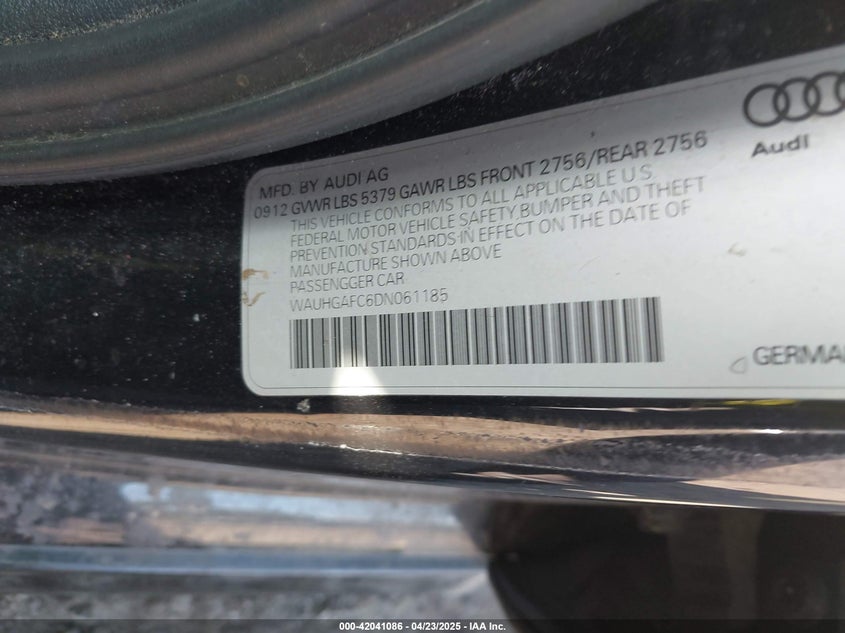 Audi
MFD. BY AUDI AG
0912 GVWR LBS 5379 GAWR LBS FRONT 2756/REAR 2756
THIS VEHICLE CONFORMS TO ALL APPLICABLE U.S.
FEDERAL MOTOR VEHICLE SAFETY,BUMPER AND THEFT
PREVENTION STANDARDS IN EFFECT ON THE DATE OF
MANUFACTURE SHOWN ABOVE
PASSENGGER CAR
WAUHGAFC6DN061185
GERMA
000-42041086 - 04/23/2025 - IAA Inc.